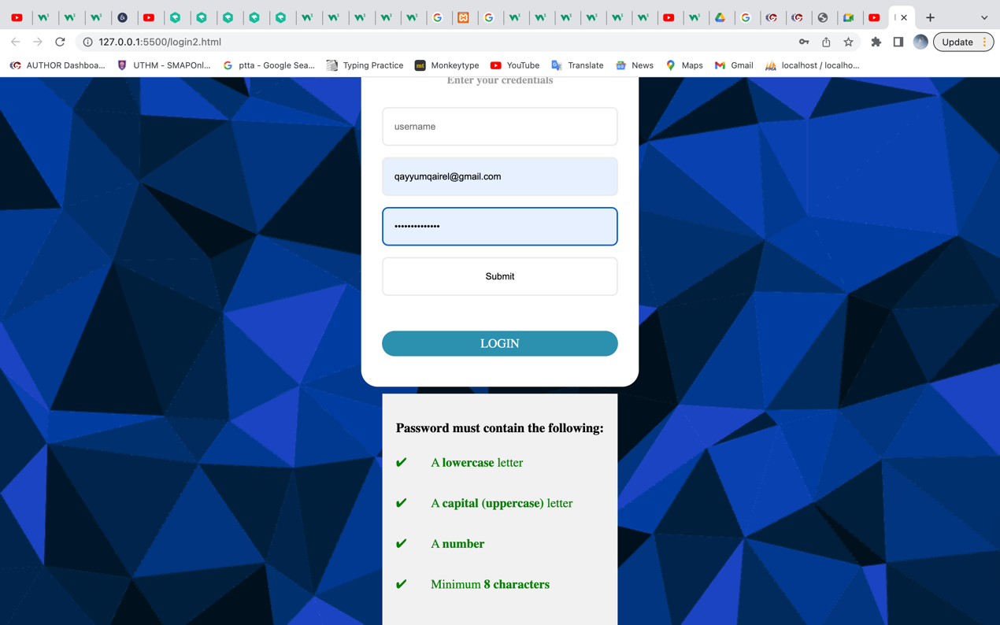 127.0.0.1:5500/login2.html
Update
AUTHOR Dashboa...
UTHM - SMAPOnl...
ptta - Google Sea...
Typing Practice
mt
Monkeytype
YouTube
Translate
News
Maps
Gmail
PMA
localhost / localho...
Enter your credentials
username
qayyumqairel@gmail.com
••••••••••••••
Submit
LOGIN
Password must contain the following:
✔ A lowercase letter
✔ A capital (uppercase) letter
✔ A number
✔ Minimum 8 characters